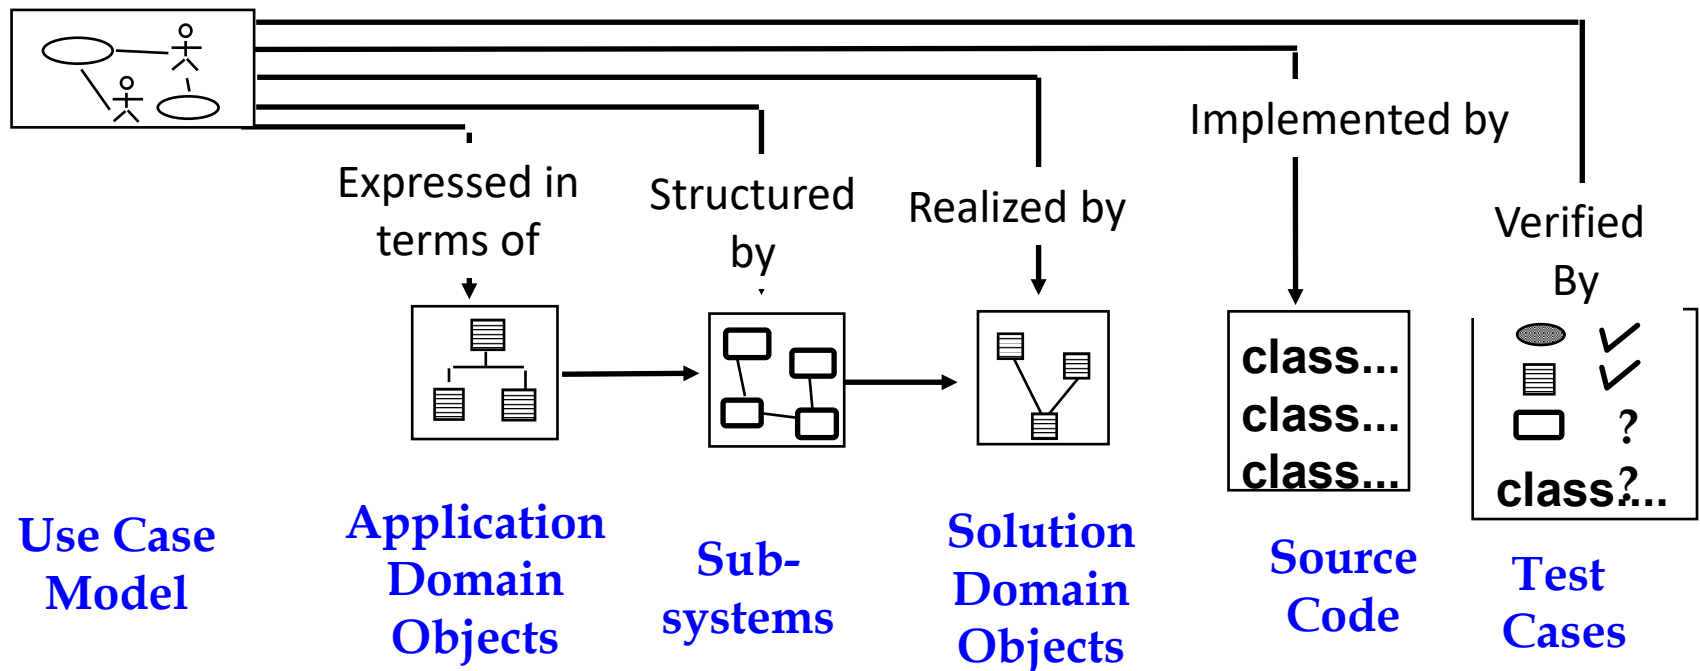 Expressed in
terms of
Structured
by
Realized by
Implemented by
Verified
By
class...
class...
class...
?
?
class....
Use Case
Model
Application
Domain
Objects
Sub-
systems
Solution
Domain
Objects
Source
Code
Test
Cases